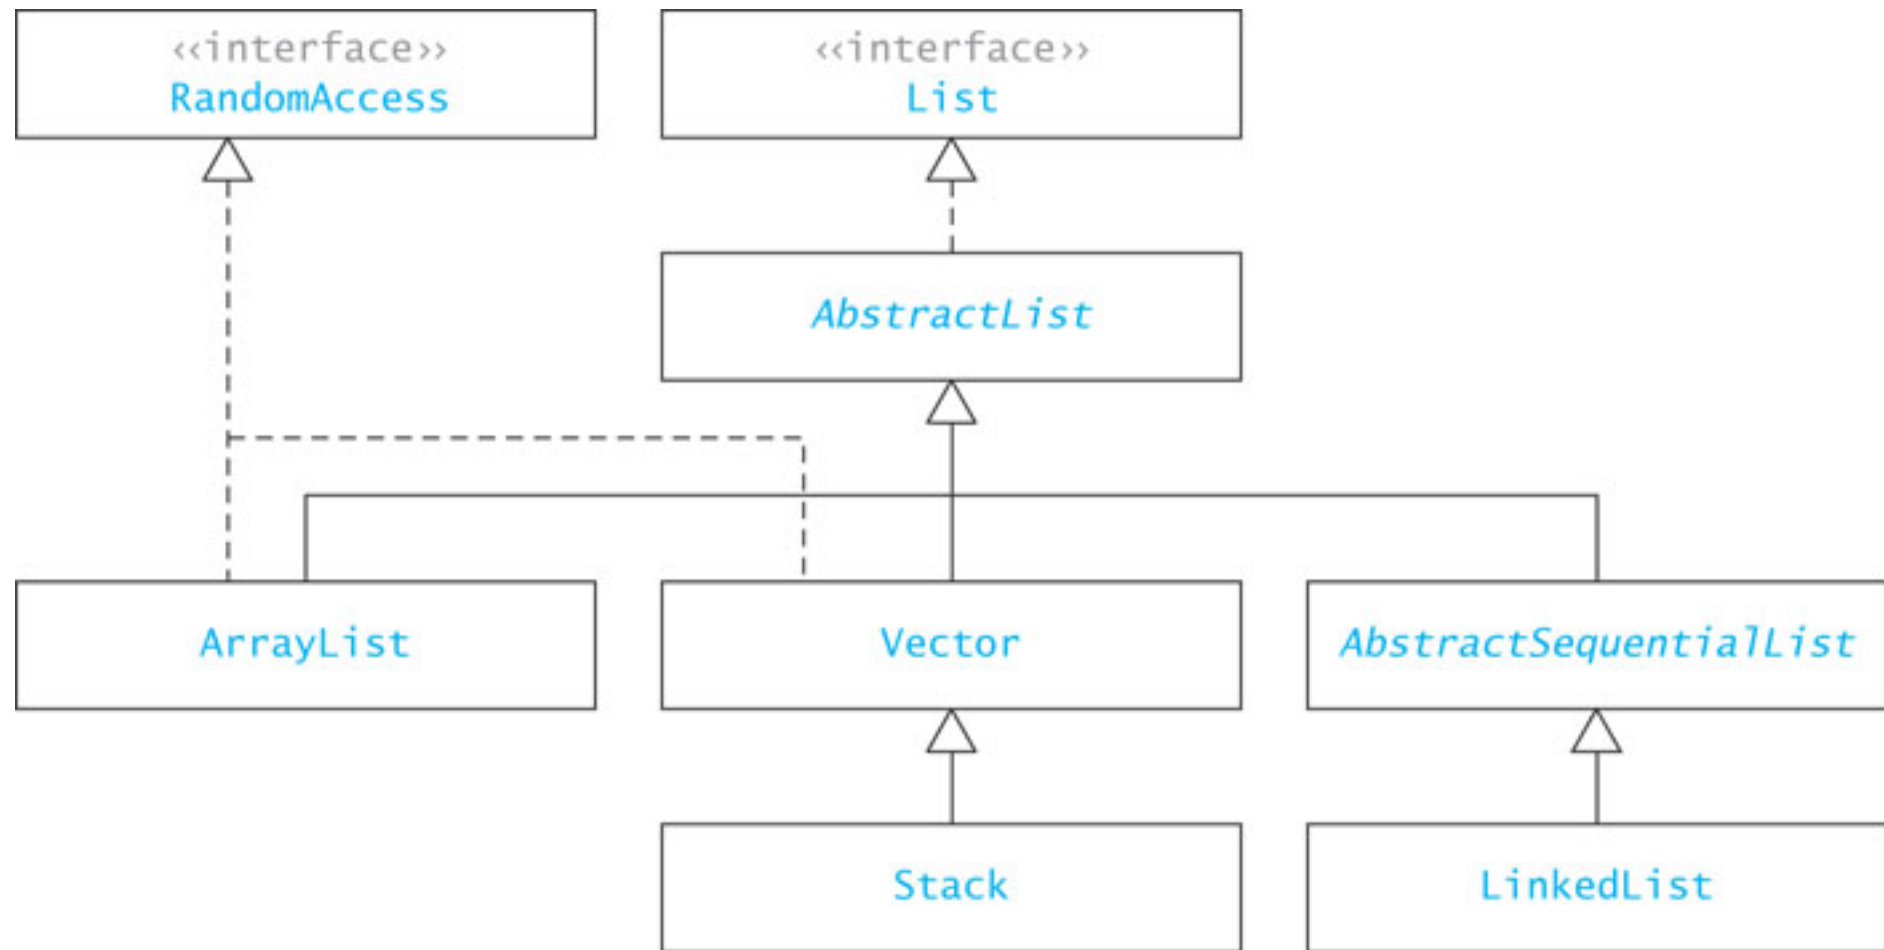 ‹‹interface››
RandomAccess
‹‹interface››
List
AbstractList
ArrayList
Vector
AbstractSequentialList
Stack
LinkedList